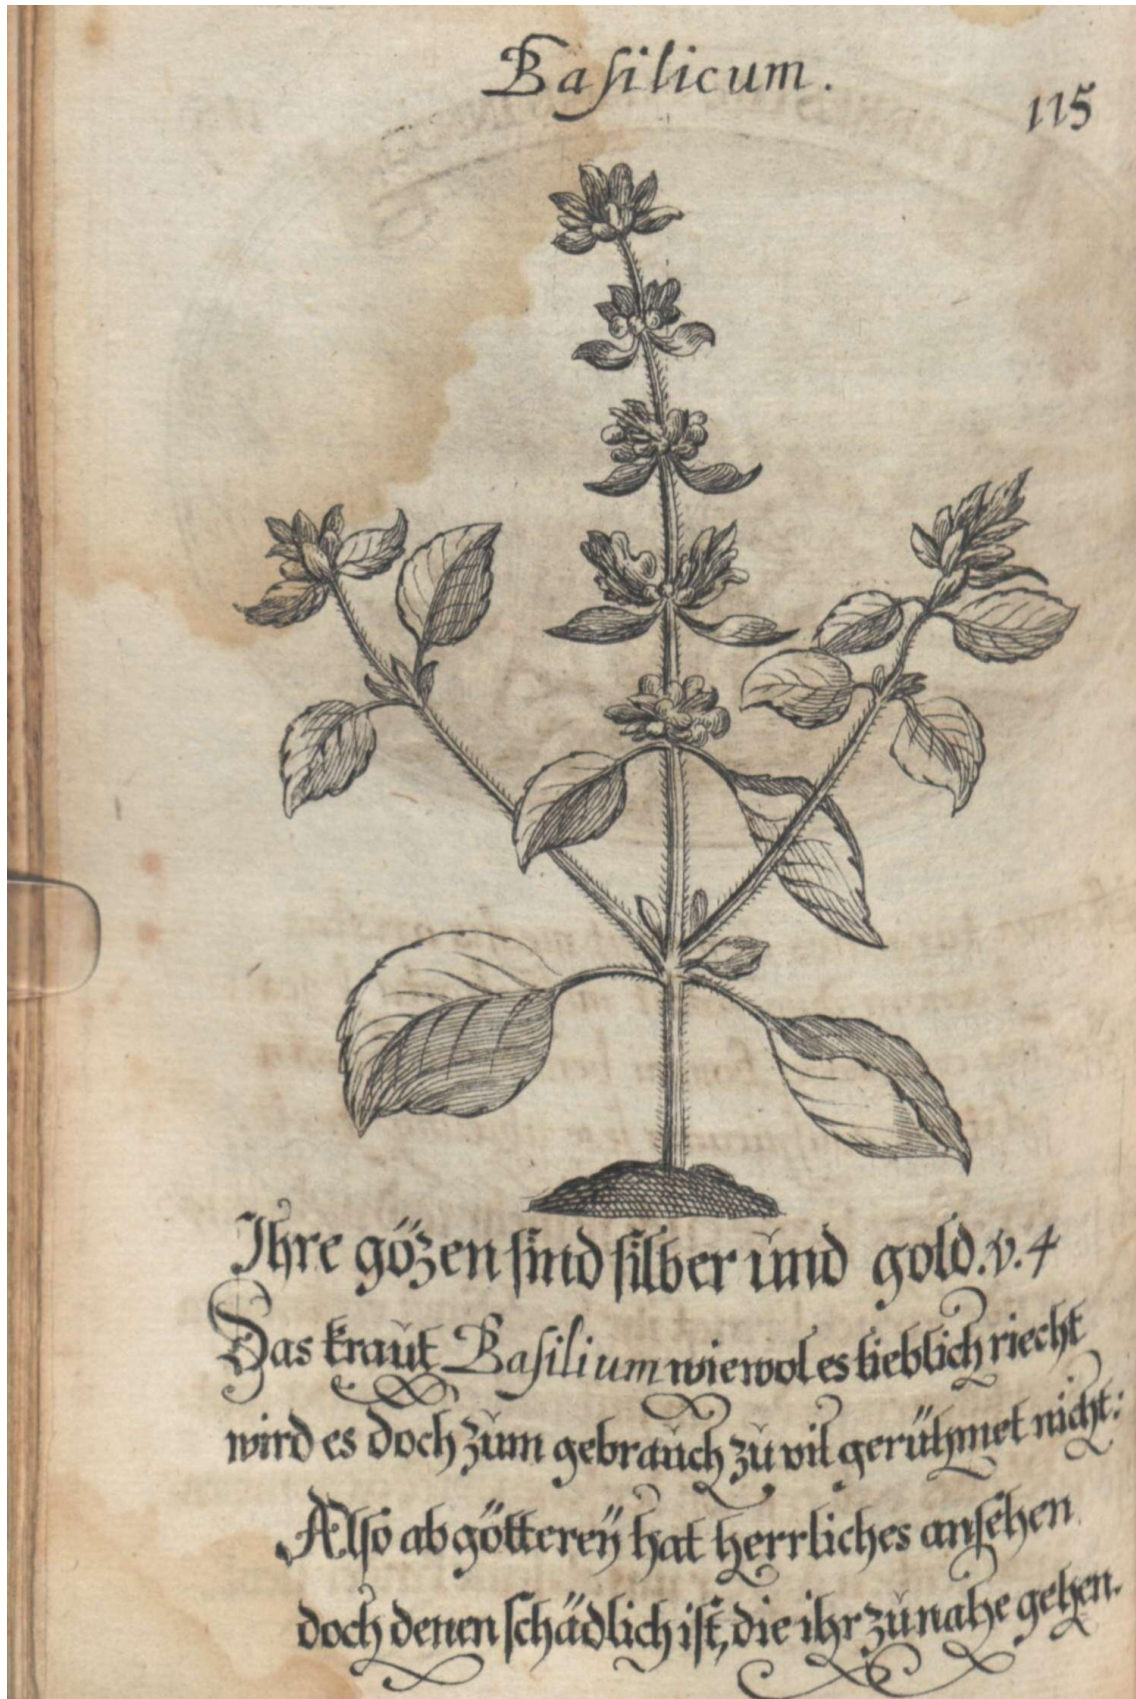 Basilicum.
115
Ihre gözen sind silber und gold. v. 4
Das kraut Basilium wiewol es lieblich riecht
wird es doch zum gebrauch zu vil gerühmet nicht:
Also abgötterey hat herrliches ansehen
doch denen schädlich ist, die ihr zu nahe gehen.